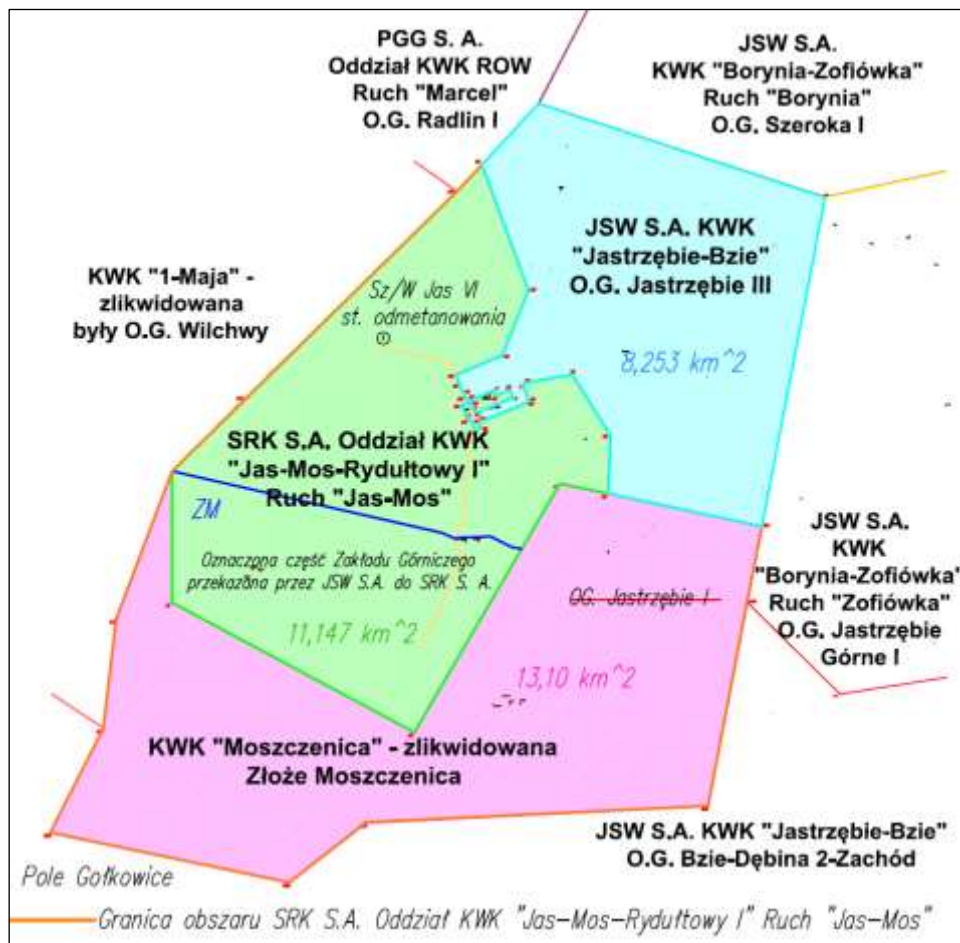 PGG S. A.
Oddział KWK ROW
Ruch "Marcel"
O.G. Radlin I
JSW S.A.
KWK "Borynia-Zofiówka"
Ruch "Borynia"
O.G. Szeroka I
JSW S.A. KWK
"Jastrzębie-Bzie"
O.G. Jastrzębie III
KWK "1-Maja" -
zlikwidowana
były O.G. Wilchwy
Sz/W Jas VI
st. odmetanowania
8,253 km^2
SRK S.A. Oddział KWK
"Jas-Mos-Rydułtowy I"
Ruch "Jas-Mos"
ZM
Oznaczona część Zakładu Górniczego
przekazana przez JSW S.A. do SRK S. A.
11,147 km^2
OG. Jastrzębie I
13,10 km^2
JSW S.A.
KWK
"Borynia-Zofiówka"
Ruch "Zofiówka"
O.G. Jastrzębie
Górne I
KWK "Moszczenica" - zlikwidowana
Złoże Moszczenica
JSW S.A. KWK "Jastrzębie-Bzie"
O.G. Bzie-Dębina 2-Zachód
Pole Gołkowice
Granica obszaru SRK S.A. Oddział KWK "Jas-Mos-Rydułtowy I" Ruch "Jas-Mos"